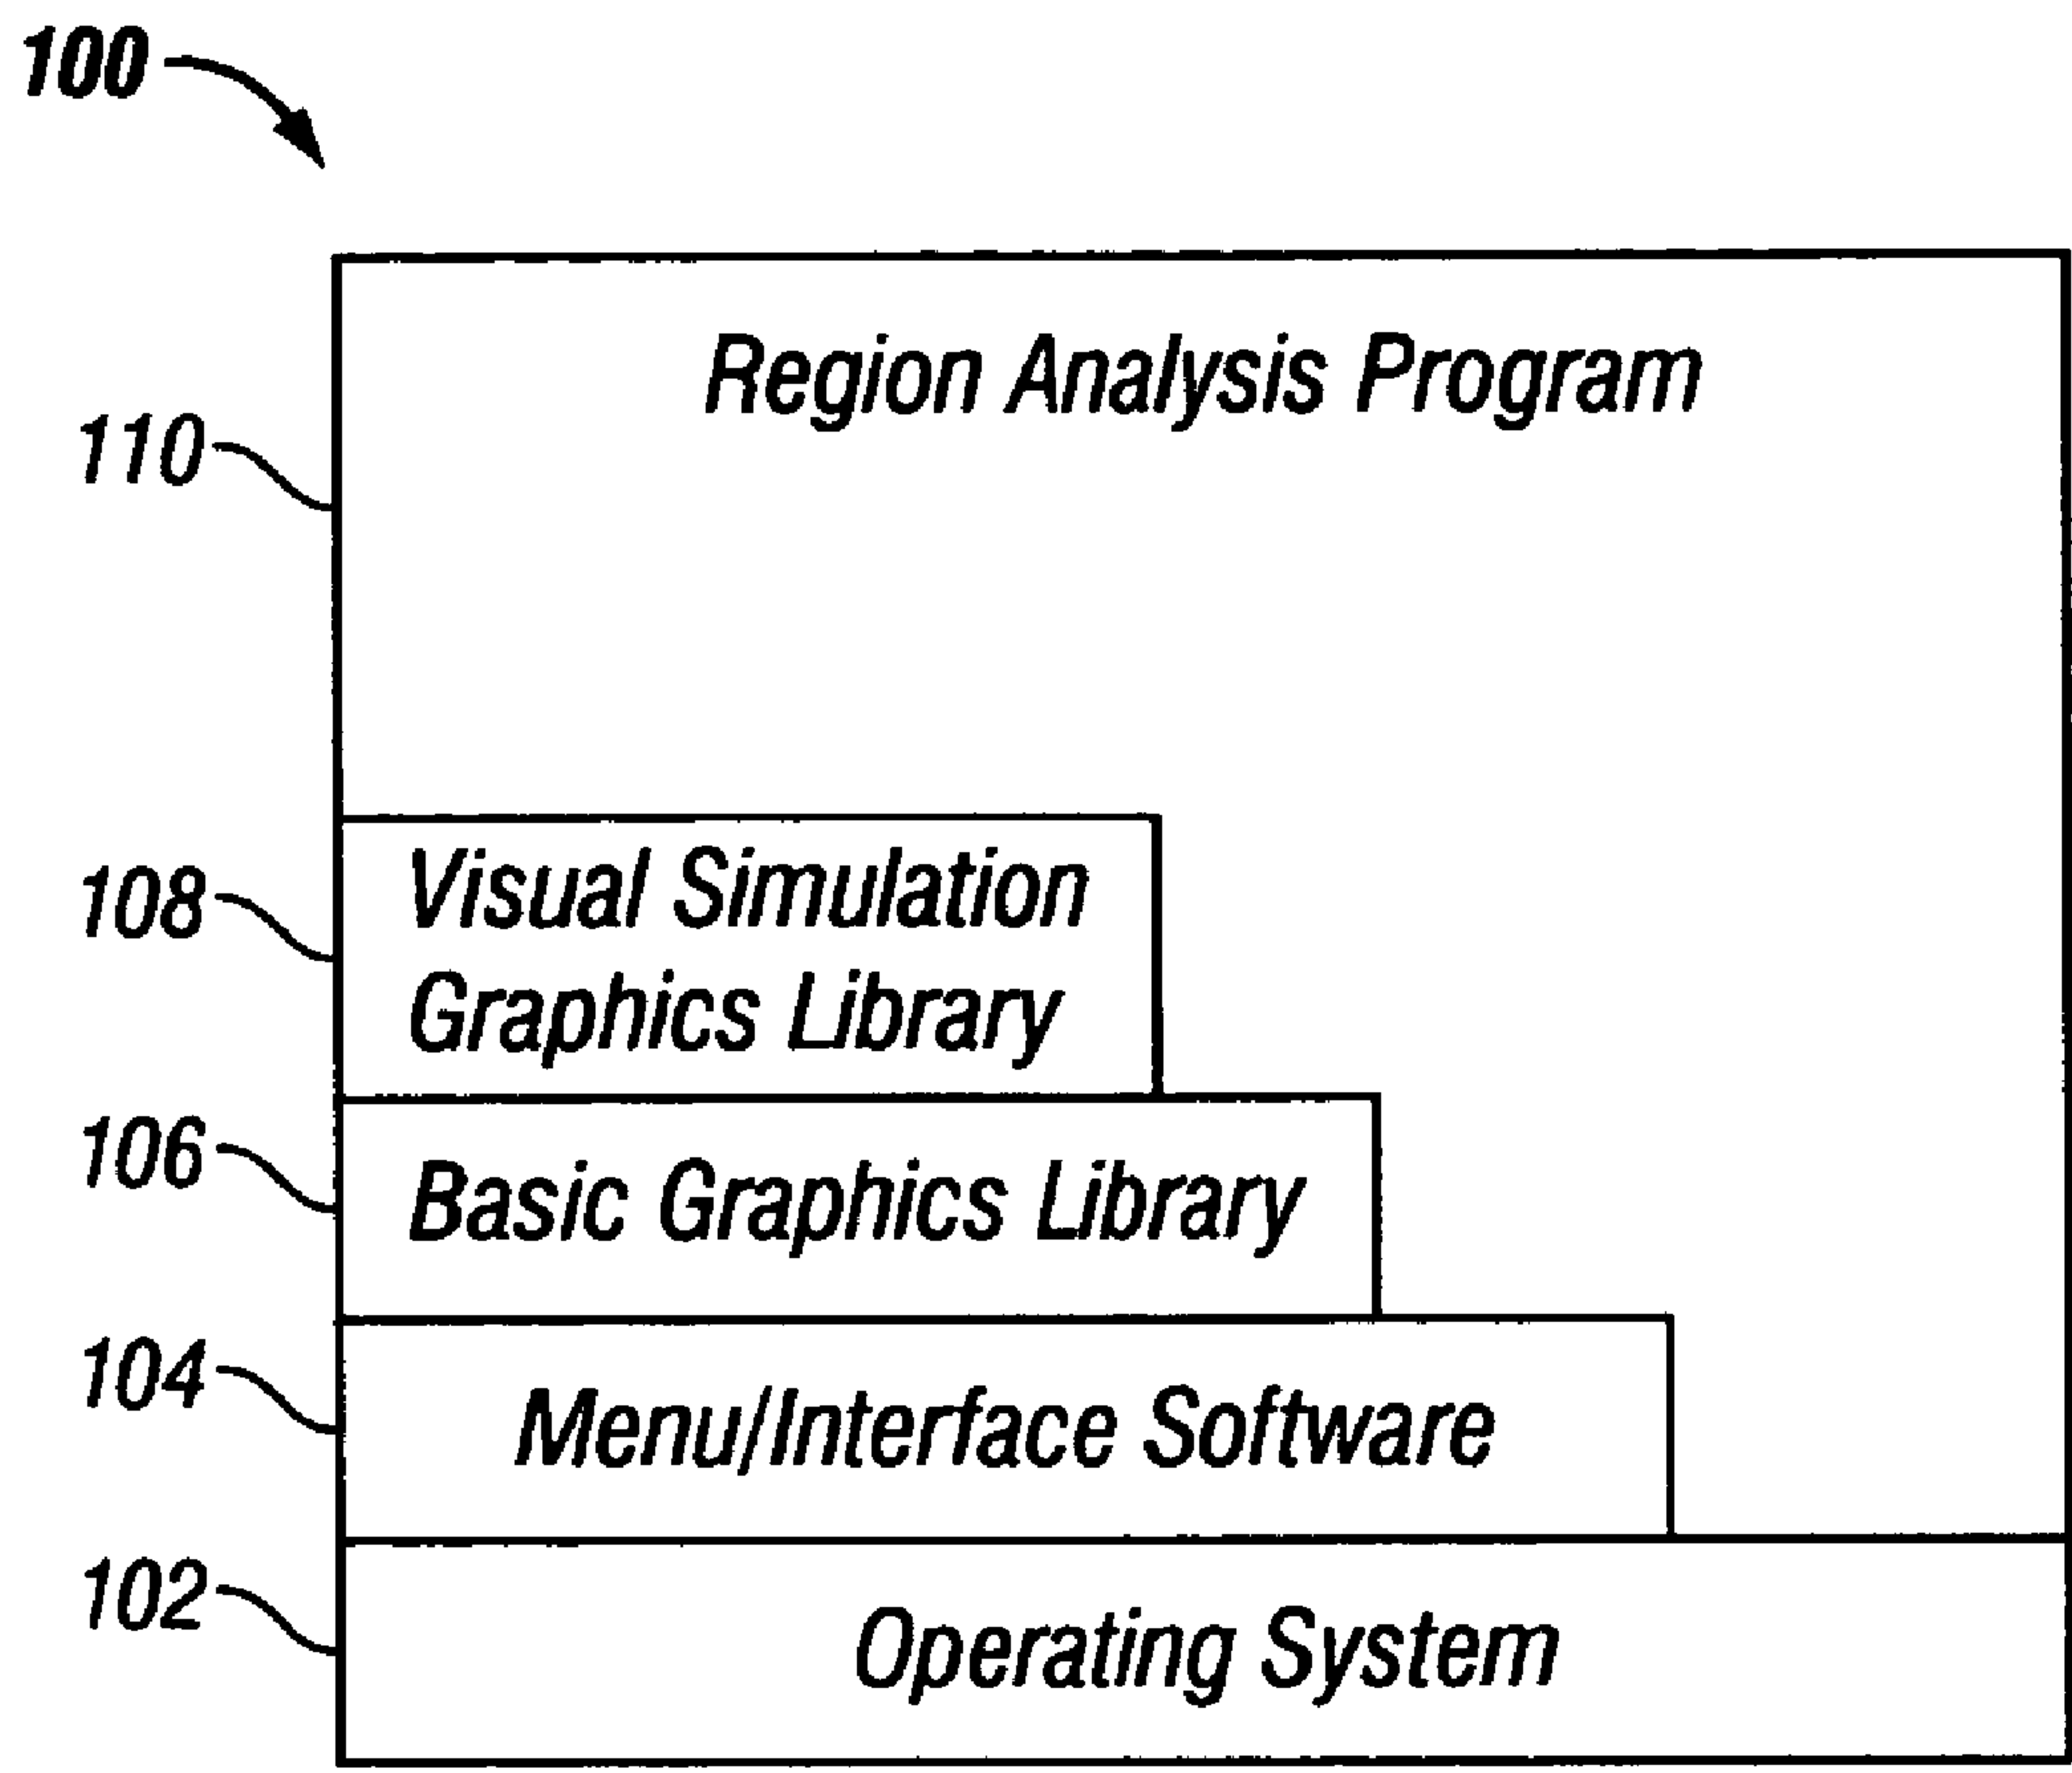 100
Region Analysis Program
110
108
Visual Simulation
Graphics Library
106
Basic Graphics Library
104
Menu/Interface Software
102
Operating System